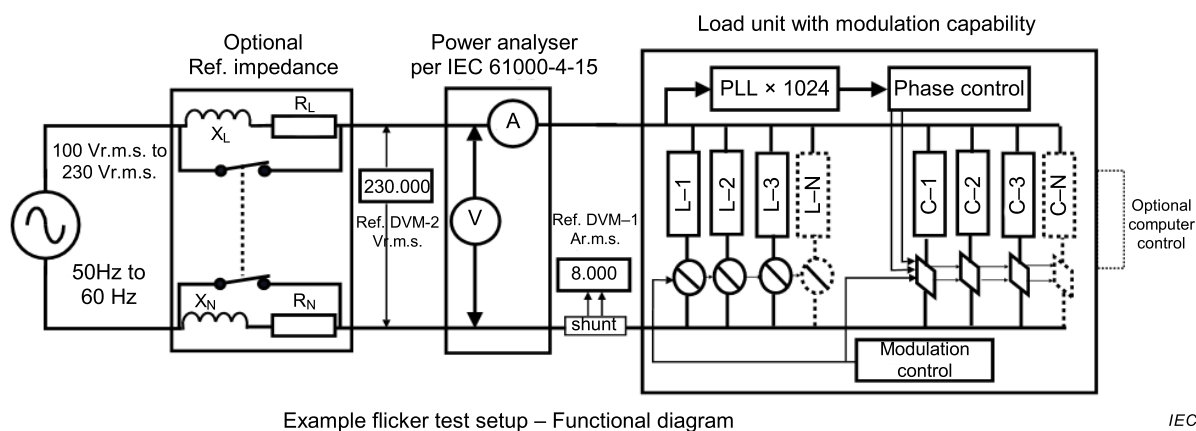 Load unit with modulation capability
Optional
Ref. impedance
Power analyser
per IEC 61000-4-15
R_L
X_L
A
PLL × 1024
Phase control
100 Vr.m.s. to
230 Vr.m.s.
230.000
Ref. DVM-2
Vr.m.s.
V
Ref. DVM–1
Ar.m.s.
8.000
shunt
L–1
L–2
L–3
L–N
C–1
C–2
C–3
C–N
Optional
computer
control
50Hz to
60 Hz
X_N
R_N
Modulation
control
Example flicker test setup – Functional diagram
IEC